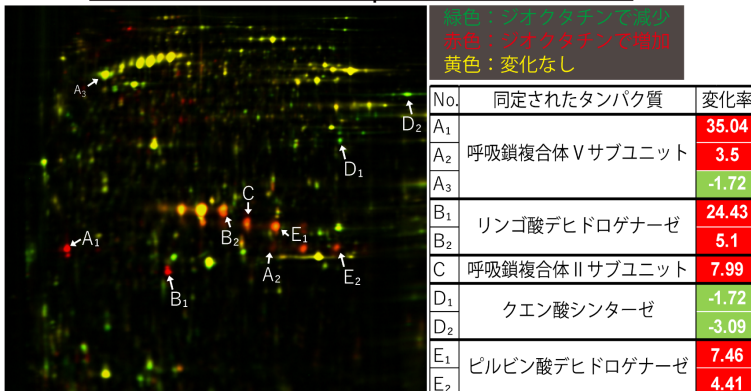 緑色：ジオクタチンで減少
赤色：ジオクタチンで増加
黄色：変化なし
A3
D2
D1
C
B2
E1
A1
A2
E2
B1
No. 同定されたタンパク質 変化率
A1 呼吸鎖複合体Ⅴサブユニット 35.04
A2 3.5
A3 -1.72
B1 リンゴ酸デヒドロゲナーゼ 24.43
B2 5.1
C 呼吸鎖複合体Ⅱサブユニット 7.99
D1 クエン酸シンターゼ -1.72
D2 -3.09
E1 ピルビン酸デヒドロゲナーゼ 7.46
E2 4.41